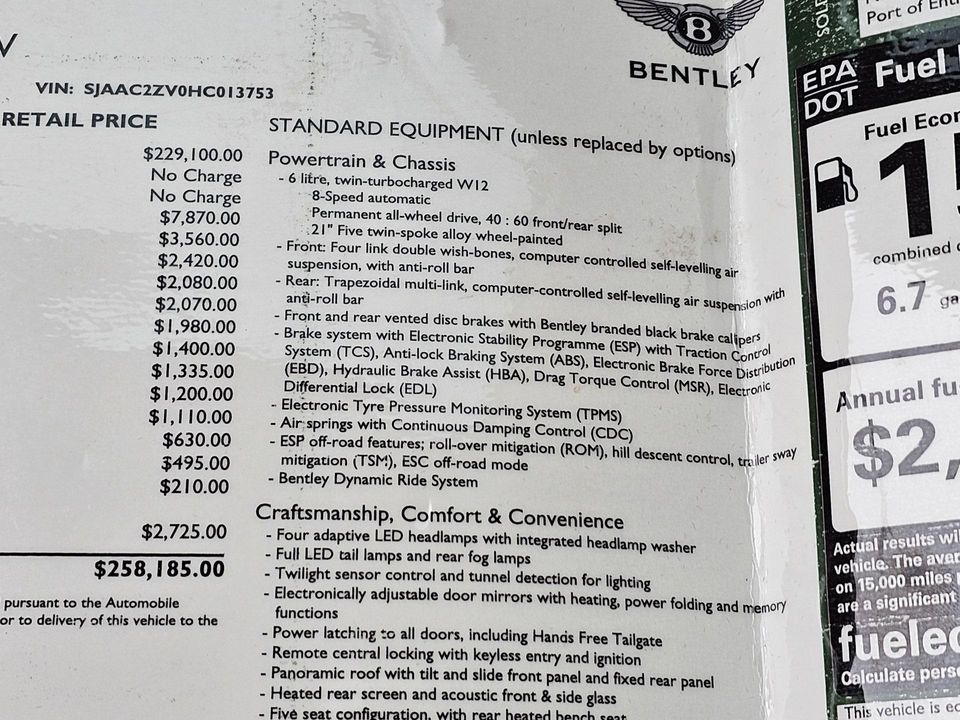 V
VIN: SJAAC2ZV0HC013753
RETAIL PRICE
$229,100.00
No Charge
No Charge
$7,870.00
$3,560.00
$2,420.00
$2,080.00
$2,070.00
$1,980.00
$1,400.00
$1,335.00
$1,200.00
$1,110.00
$630.00
$495.00
$210.00
$2,725.00
$258,185.00
pursuant to the Automobile
or to delivery of this vehicle to the
B
BENTLEY
STANDARD EQUIPMENT (unless replaced by options)
Powertrain & Chassis
- 6 litre, twin-turbocharged W12
8-Speed automatic
Permanent all-wheel drive, 40 : 60 front/rear split
21" Five twin-spoke alloy wheel-painted
- Front: Four link double wish-bones, computer controlled self-levelling air
suspension, with anti-roll bar
- Rear: Trapezoidal multi-link, computer-controlled self-levelling air suspension with
anti-roll bar
- Front and rear vented disc brakes with Bentley branded black brake callipers
- Brake system with Electronic Stability Programme (ESP) with Traction Control
System (TCS), Anti-lock Braking System (ABS), Electronic Brake Force Distribution
(EBD), Hydraulic Brake Assist (HBA), Drag Torque Control (MSR), Electronic
Differential Lock (EDL)
- Electronic Tyre Pressure Monitoring System (TPMS)
- Air springs with Continuous Damping Control (CDC)
- ESP off-road features; roll-over mitigation (ROM), hill descent control, trailer sway
mitigation (TSM), ESC off-road mode
- Bentley Dynamic Ride System
Craftsmanship, Comfort & Convenience
- Four adaptive LED headlamps with integrated headlamp washer
- Full LED tail lamps and rear fog lamps
- Twilight sensor control and tunnel detection for lighting
- Electronically adjustable door mirrors with heating, power folding and memory
functions
- Power latching to all doors, including Hands Free Tailgate
- Remote central locking with keyless entry and ignition
- Panoramic roof with tilt and slide front panel and fixed rear panel
- Heated rear screen and acoustic front & side glass
- Five seat configuration, with rear heated bench seat
SOLD
Port of Ent
EPA
DOT
Fuel
Fuel Econ
1
combined
6.7 ga
Annual fu
$2,
Actual results wi
vehicle. The aver
on 15,000 miles
are a significant
fuelec
Calculate perso
This vehicle is eq